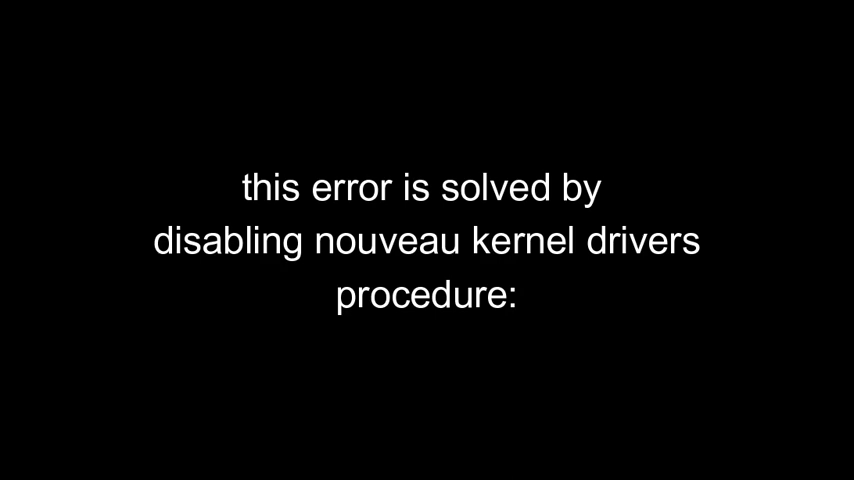 this error is solved by
disabling nouveau kernel drivers
procedure: